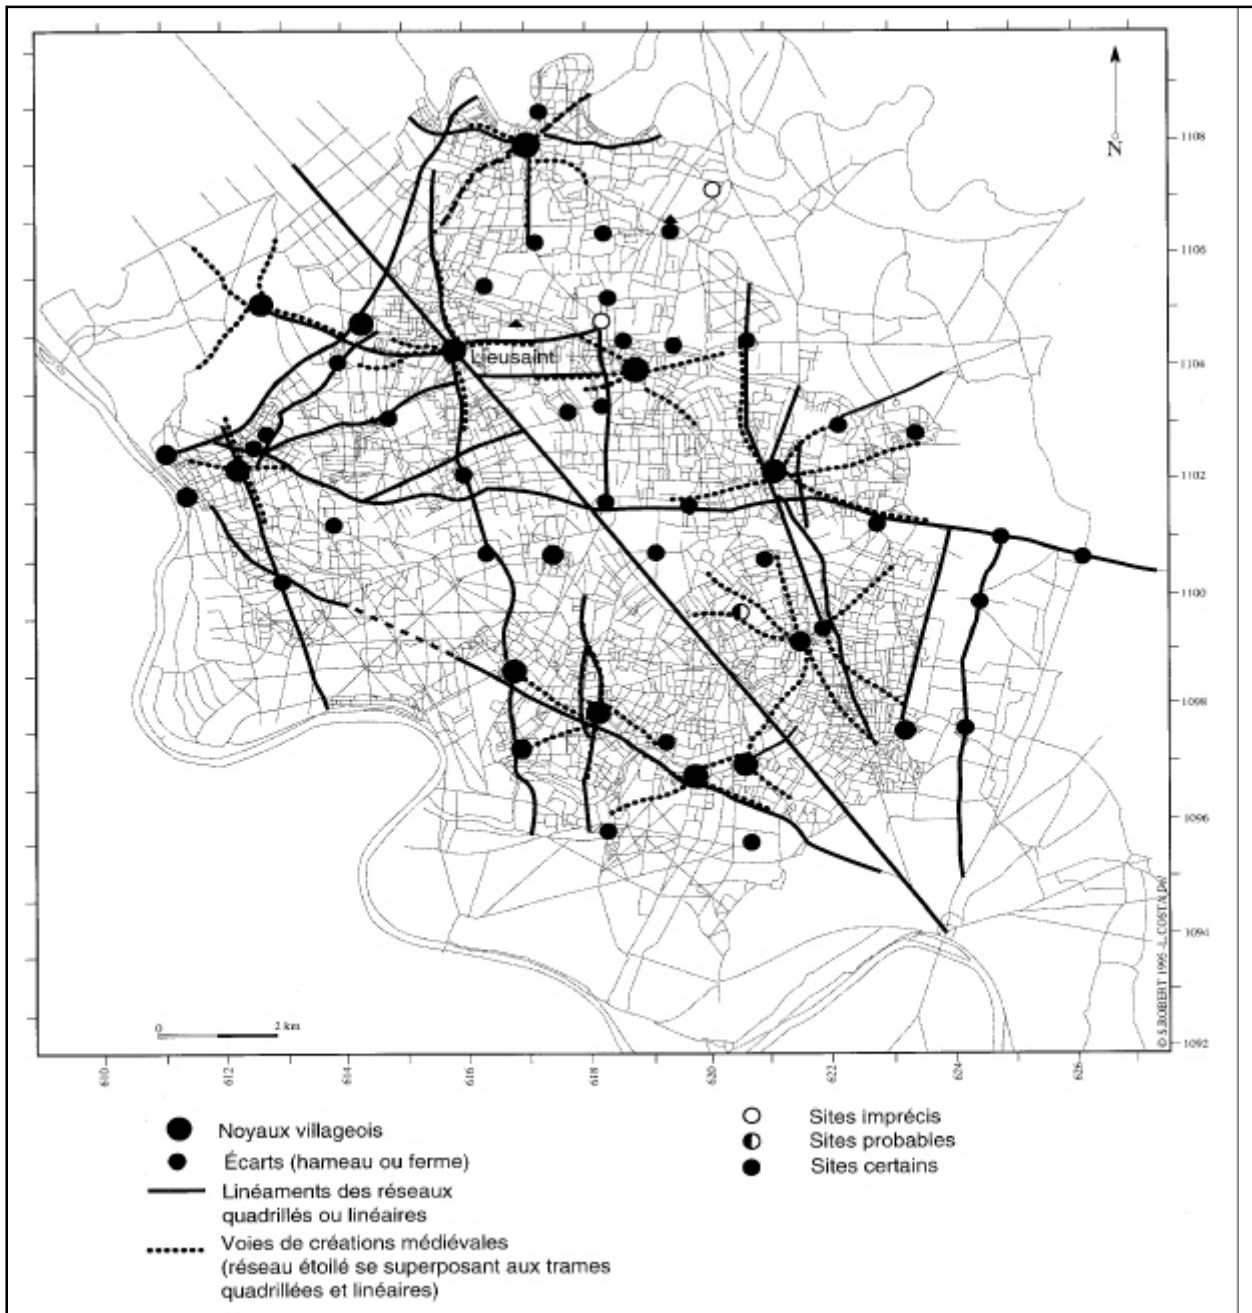 N
1108
1106
1104
1102
1100
1098
1096
1094
1092
Lieusaint
© S.ROBERT 1995 -L.COSTA
0 2 km
610 612 614 616 618 620 622 624 626
Noyaux villageois
Écarts (hameau ou ferme)
Linéaments des réseaux
quadrillés ou linéaires
Voies de créations médiévales
(réseau étoilé se superposant aux trames
quadrillées et linéaires)
Sites imprécis
Sites probables
Sites certains